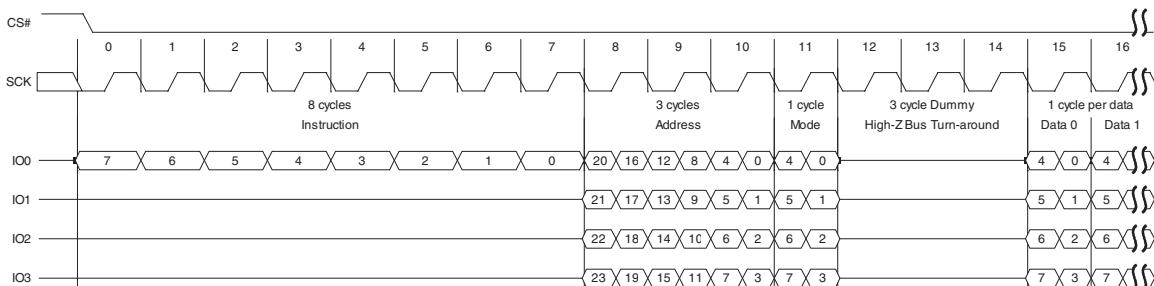 CS#
0 1 2 3 4 5 6 7 8 9 10 11 12 13 14 15 16
SCK
8 cycles 3 cycles 1 cycle 3 cycle Dummy 1 cycle per data
Instruction Address Mode High-Z Bus Turn-around Data 0 Data 1
IO0 7 6 5 4 3 2 1 0 20 16 12 8 4 0 4 0 4 0 4
IO1 21 17 13 9 5 1 5 1 5 1 5
IO2 22 18 14 10 6 2 6 2 6 2 6
IO3 23 19 15 11 7 3 7 3 7 3 7